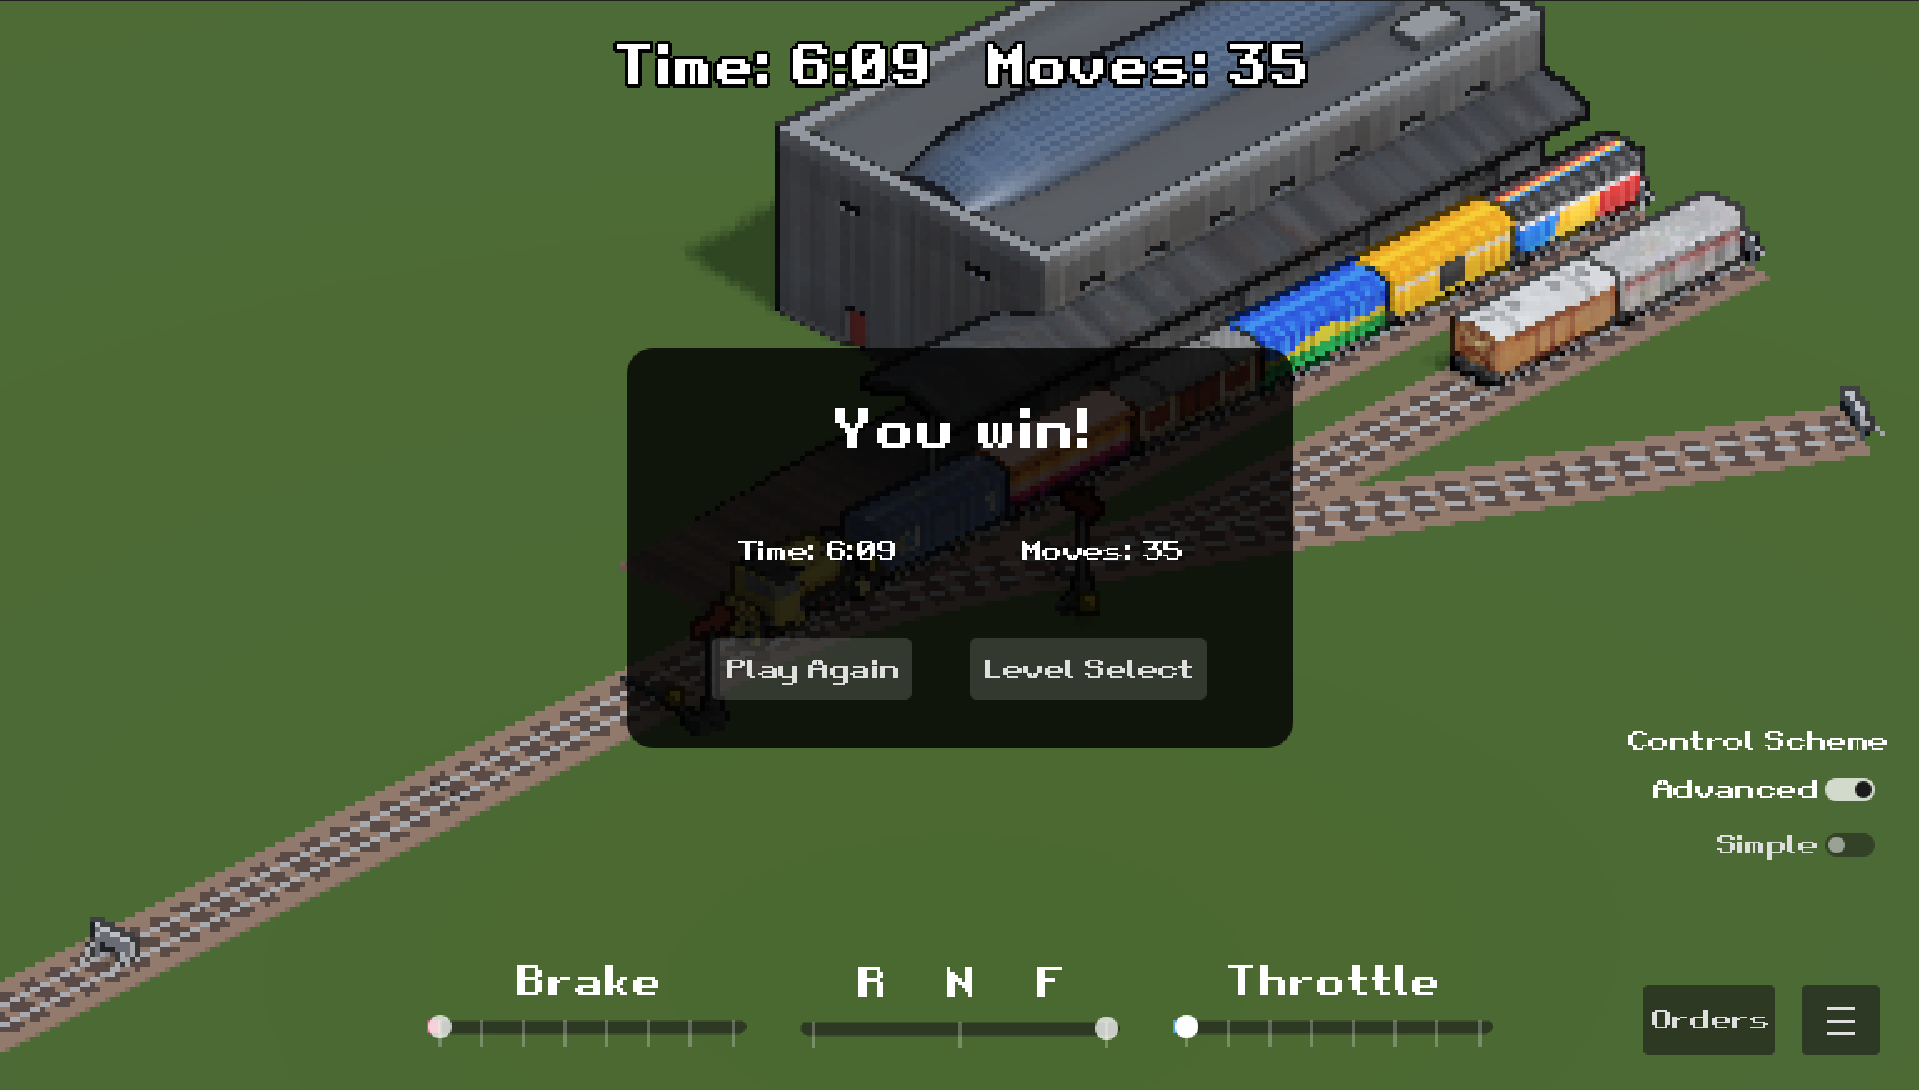 Time: 6:09 Moves: 35
You win!
Time: 6:09 Moves: 35
Play Again Level Select
Control Scheme
Advanced
Simple
Brake R N F Throttle
Orders